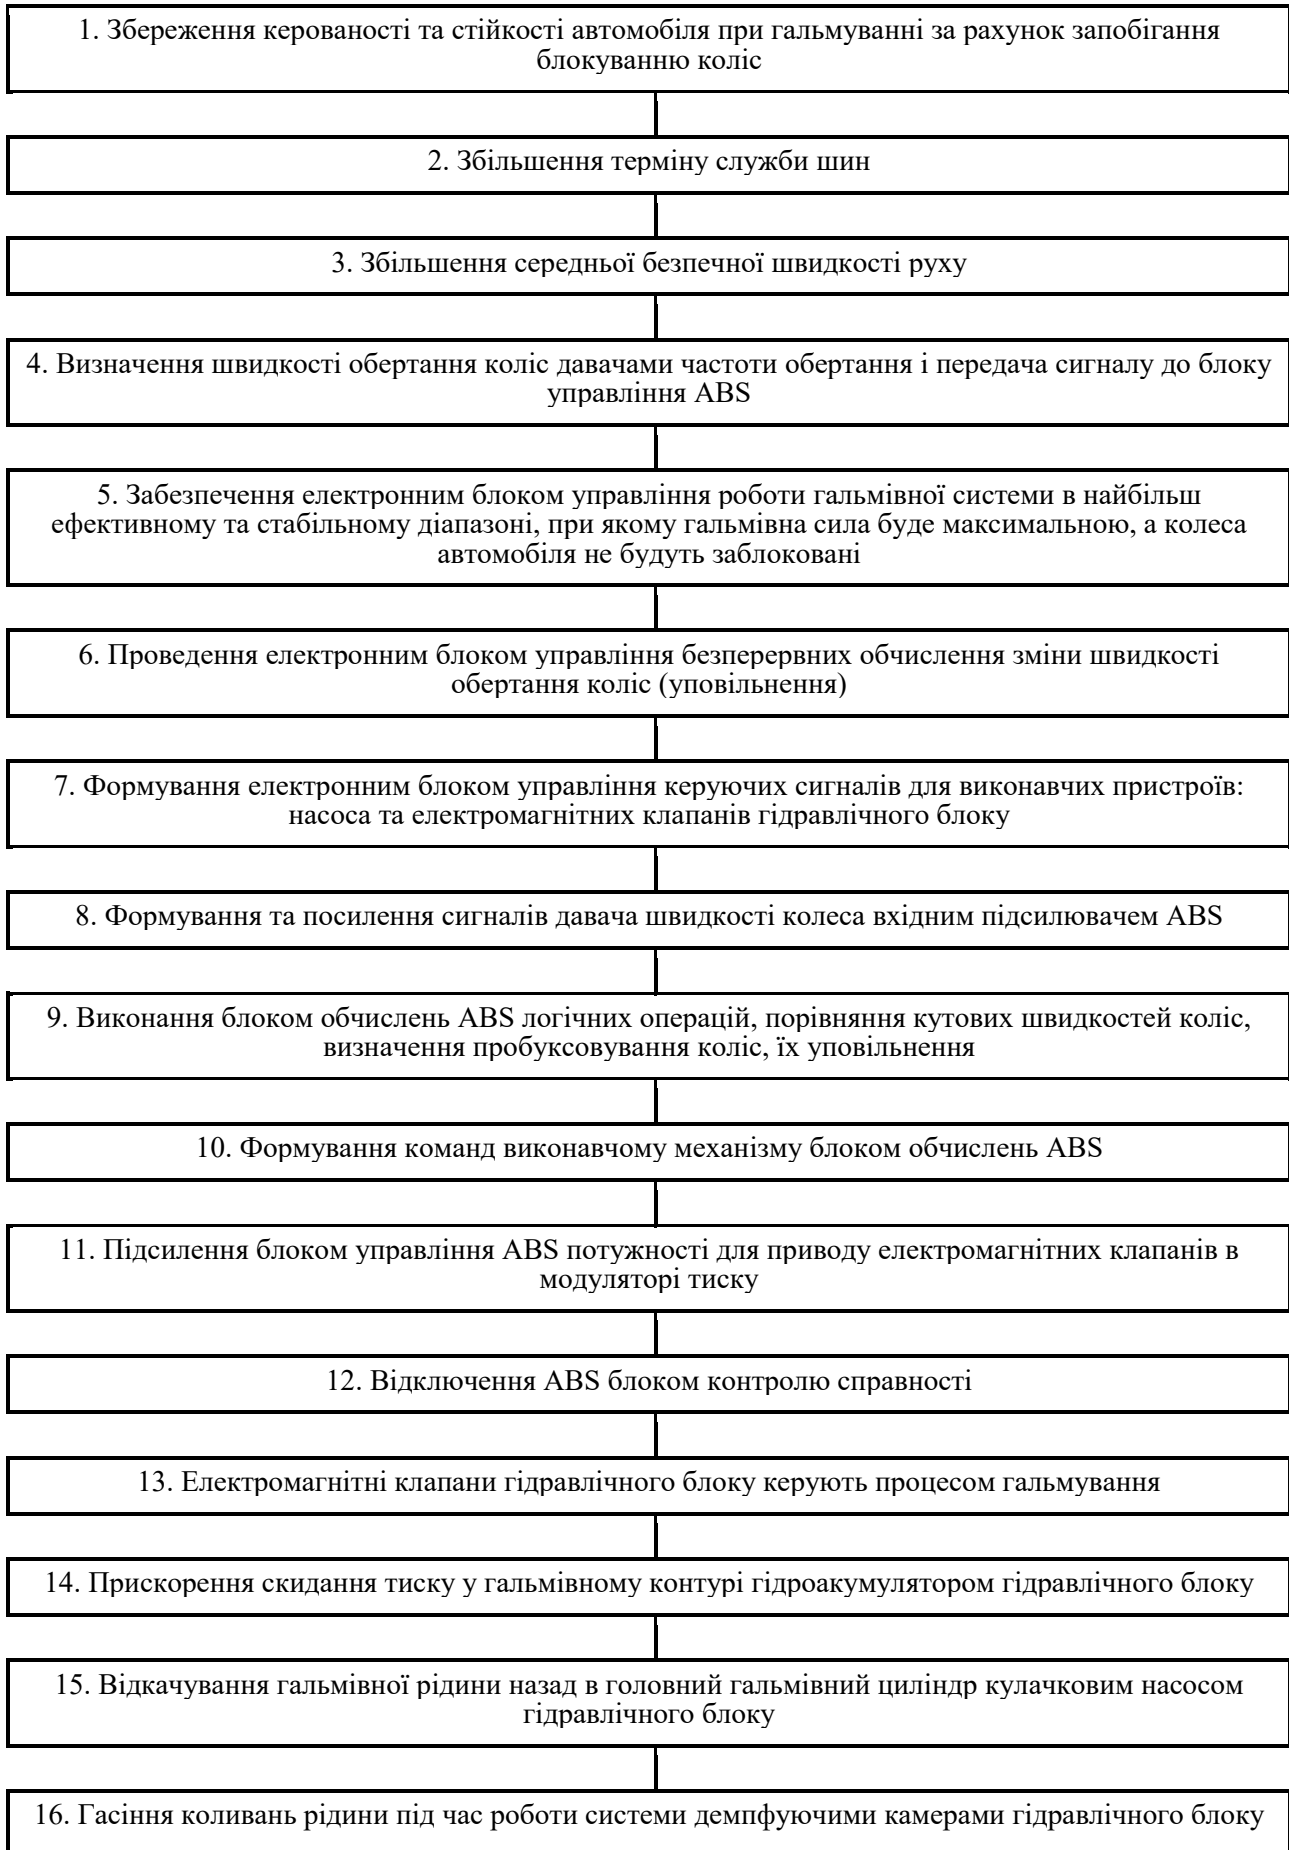 1. Збереження керованості та стійкості автомобіля при гальмуванні за рахунок запобігання
блокуванню коліс
2. Збільшення терміну служби шин
3. Збільшення середньої безпечної швидкості руху
4. Визначення швидкості обертання коліс давачами частоти обертання і передача сигналу до блоку
управління ABS
5. Забезпечення електронним блоком управління роботи гальмівної системи в найбільш
ефективному та стабільному діапазоні, при якому гальмівна сила буде максимальною, а колеса
автомобіля не будуть заблоковані
6. Проведення електронним блоком управління безперервних обчислення зміни швидкості
обертання коліс (уповільнення)
7. Формування електронним блоком управління керуючих сигналів для виконавчих пристроїв:
насоса та електромагнітних клапанів гідравлічного блоку
8. Формування та посилення сигналів давача швидкості колеса вхідним підсилювачем ABS
9. Виконання блоком обчислень ABS логічних операцій, порівняння кутових швидкостей коліс,
визначення пробуксовування коліс, їх уповільнення
10. Формування команд виконавчому механізму блоком обчислень ABS
11. Підсилення блоком управління ABS потужності для приводу електромагнітних клапанів в
модуляторі тиску
12. Відключення ABS блоком контролю справності
13. Електромагнітні клапани гідравлічного блоку керують процесом гальмування
14. Прискорення скидання тиску у гальмівному контурі гідроакумулятором гідравлічного блоку
15. Відкачування гальмівної рідини назад в головний гальмівний циліндр кулачковим насосом
гідравлічного блоку
16. Гасіння коливань рідини під час роботи системи демпфуючими камерами гідравлічного блоку